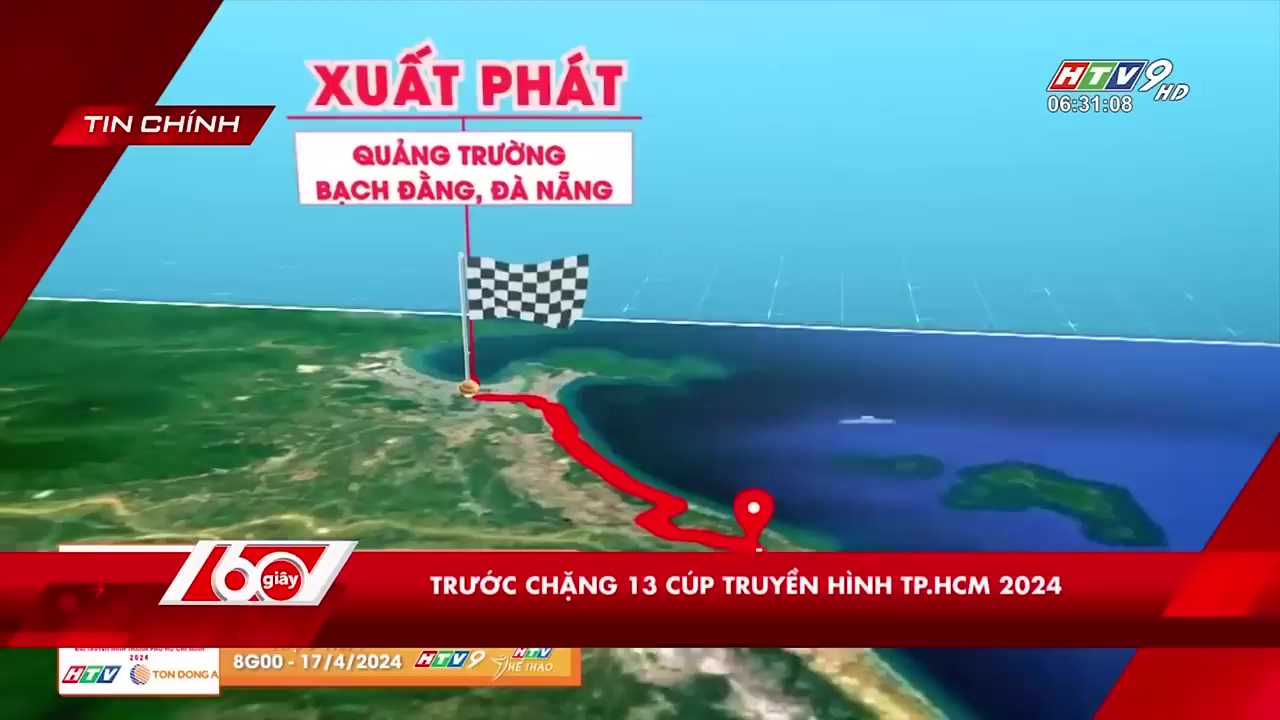 XUẤT PHÁT
HTV9 HD
06:31:08
TIN CHÍNH
QUẢNG TRƯỜNG
BẠCH ĐẰNG, ĐÀ NẴNG
60 giây
TRƯỚC CHẶNG 13 CÚP TRUYỀN HÌNH TP.HCM 2024
2024
8G00 - 17/4/2024
HTV9
HTV
THỂ THAO
HTV
TON DONG A